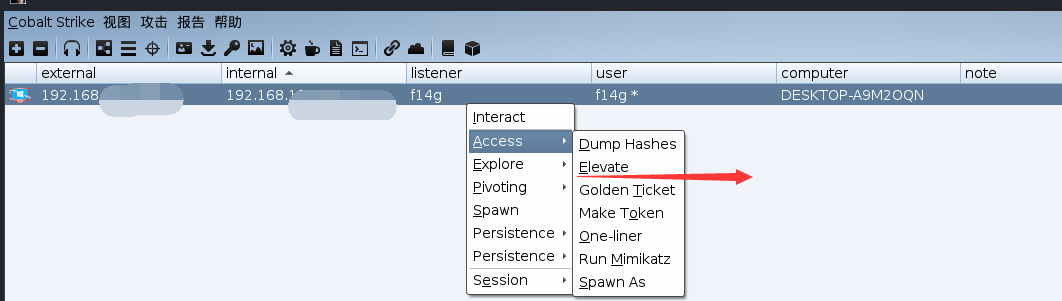 Cobalt Strike 视图 攻击 报告 帮助
external internal listener user computer note
192.168. 192.168.1 f14g f14g * DESKTOP-A9M2OQN
Interact
Access
Explore
Pivoting
Spawn
Persistence
Persistence
Session
Dump Hashes
Elevate
Golden Ticket
Make Token
One-liner
Run Mimikatz
Spawn As